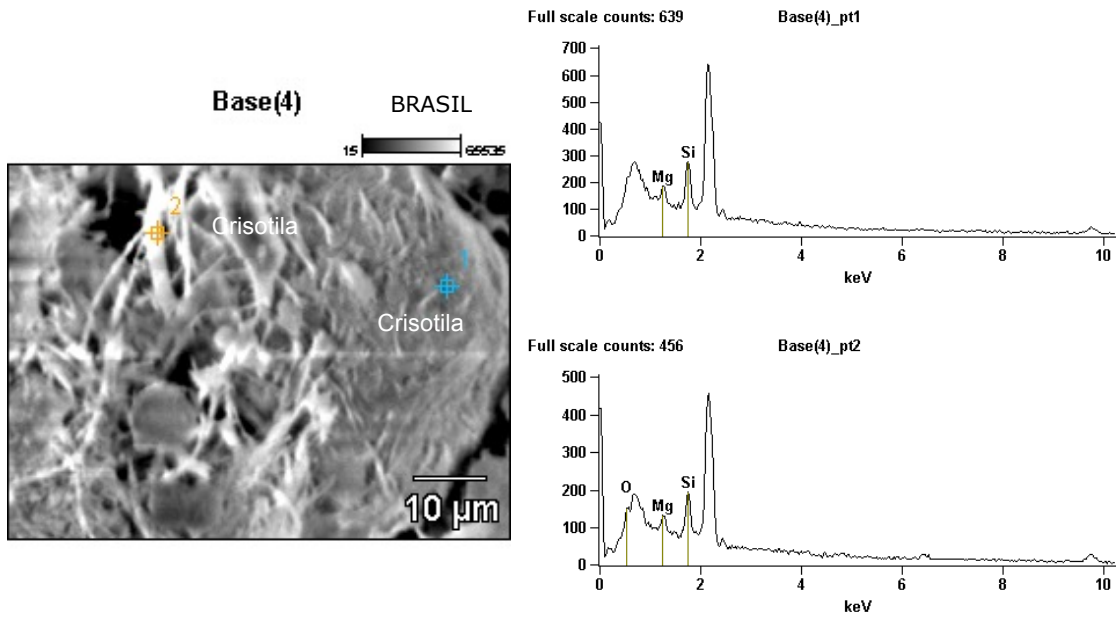 Base(4)
BRASIL
15 65535
2
Crisotila
1
Crisotila
10 µm
Full scale counts: 639 Base(4)_pt1
700
600
500
400
300
200
100
0
Mg
Si
0 2 4 6 8 10
keV
Full scale counts: 456 Base(4)_pt2
500
400
300
200
100
0
O
Mg
Si
0 2 4 6 8 10
keV